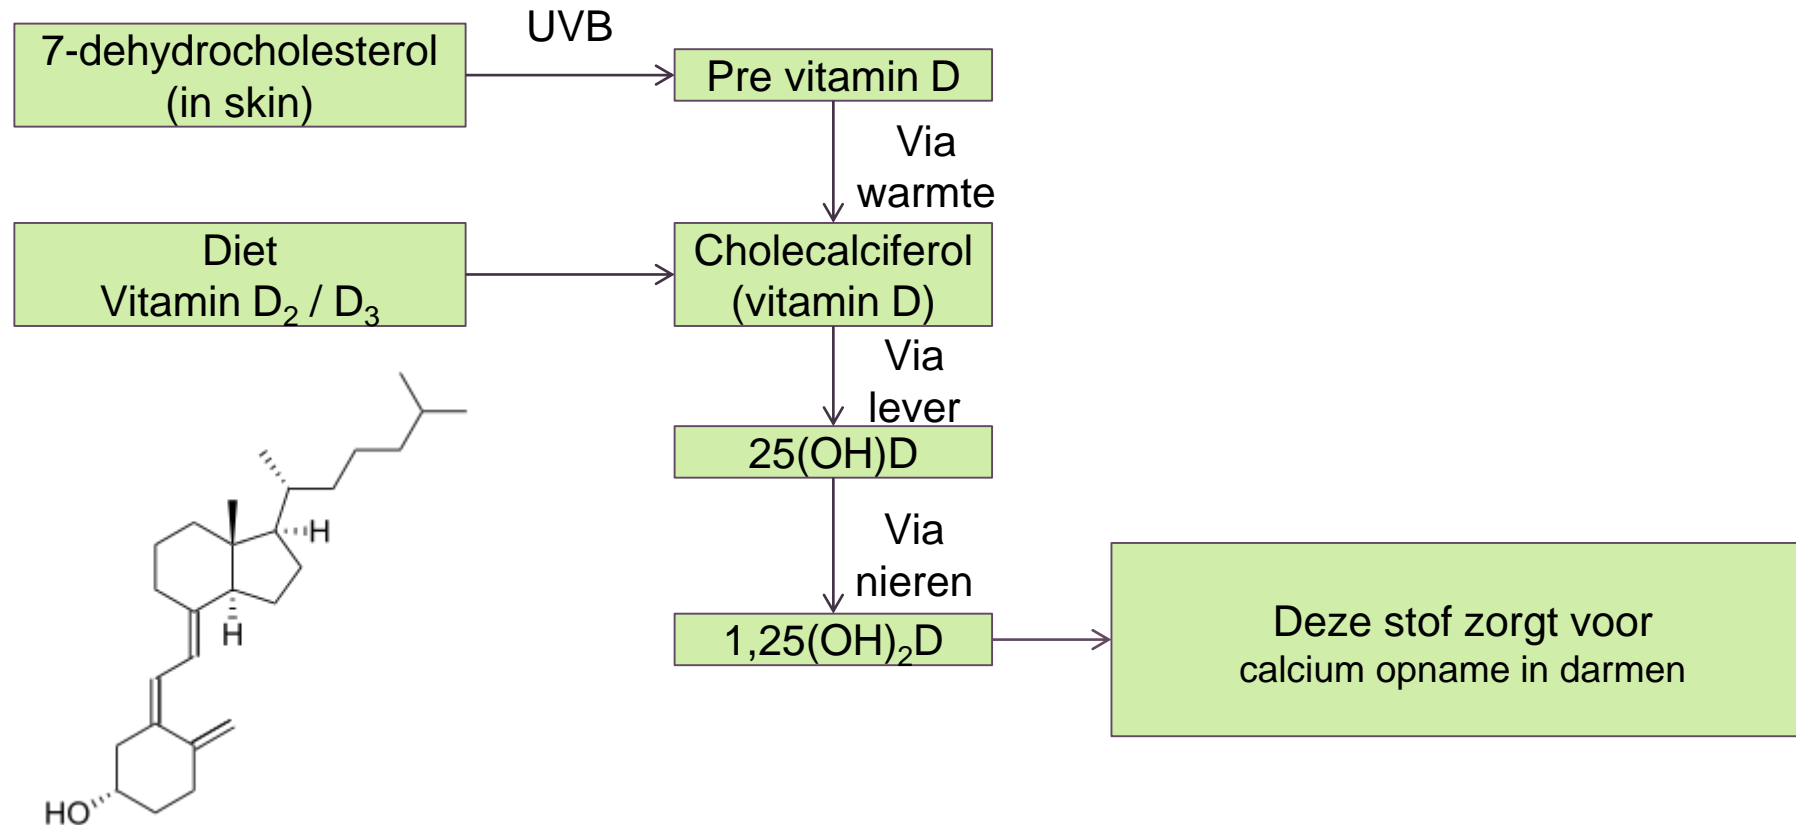 7-dehydrocholesterol
(in skin)
UVB
Pre vitamin D
Via
warmte
Diet
Vitamin D₂ / D₃
Cholecalciferol
(vitamin D)
Via
lever
25(OH)D
Via
nieren
1,25(OH)₂D
Deze stof zorgt voor
calcium opname in darmen
H
H
HO